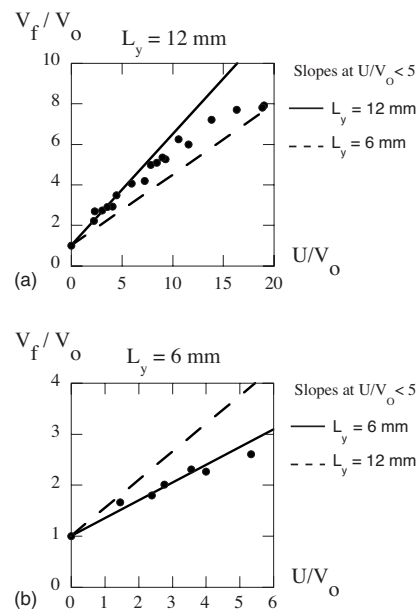 V_f / V_o
L_y = 12 mm
10
8
6
4
2
0
0 5 10 15 20
(a)
U/V_o
Slopes at U/V_O < 5
L_y = 12 mm
L_y = 6 mm
V_f / V_o
L_y = 6 mm
4
3
2
1
0
0 1 2 3 4 5 6
(b)
U/V_o
Slopes at U/V_O < 5
L_y = 6 mm
L_y = 12 mm